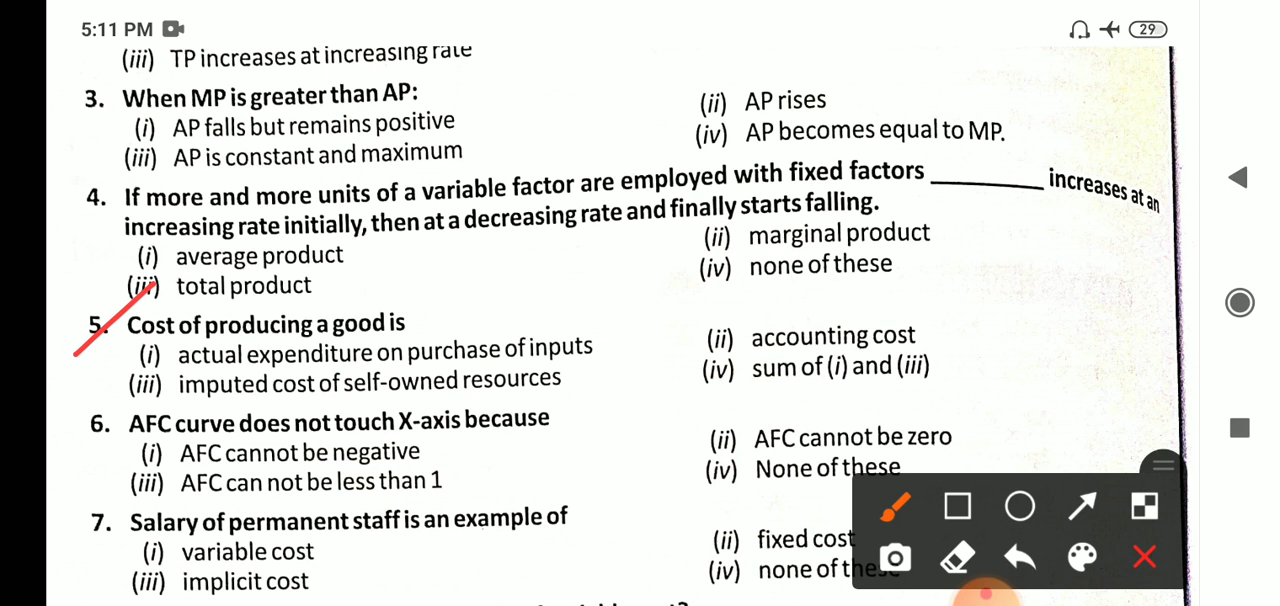 5:11 PM
29
(iii) TP increases at increasing rate
3. When MP is greater than AP:
(i) AP falls but remains positive
(ii) AP rises
(iii) AP is constant and maximum
(iv) AP becomes equal to MP.
4. If more and more units of a variable factor are employed with fixed factors ________ increases at an
increasing rate initially, then at a decreasing rate and finally starts falling.
(i) average product
(ii) marginal product
(iii) total product
(iv) none of these
5. Cost of producing a good is
(i) actual expenditure on purchase of inputs
(ii) accounting cost
(iii) imputed cost of self-owned resources
(iv) sum of (i) and (iii)
6. AFC curve does not touch X-axis because
(i) AFC cannot be negative
(ii) AFC cannot be zero
(iii) AFC can not be less than 1
(iv) None of these
7. Salary of permanent staff is an example of
(i) variable cost
(ii) fixed cost
(iii) implicit cost
(iv) none of these